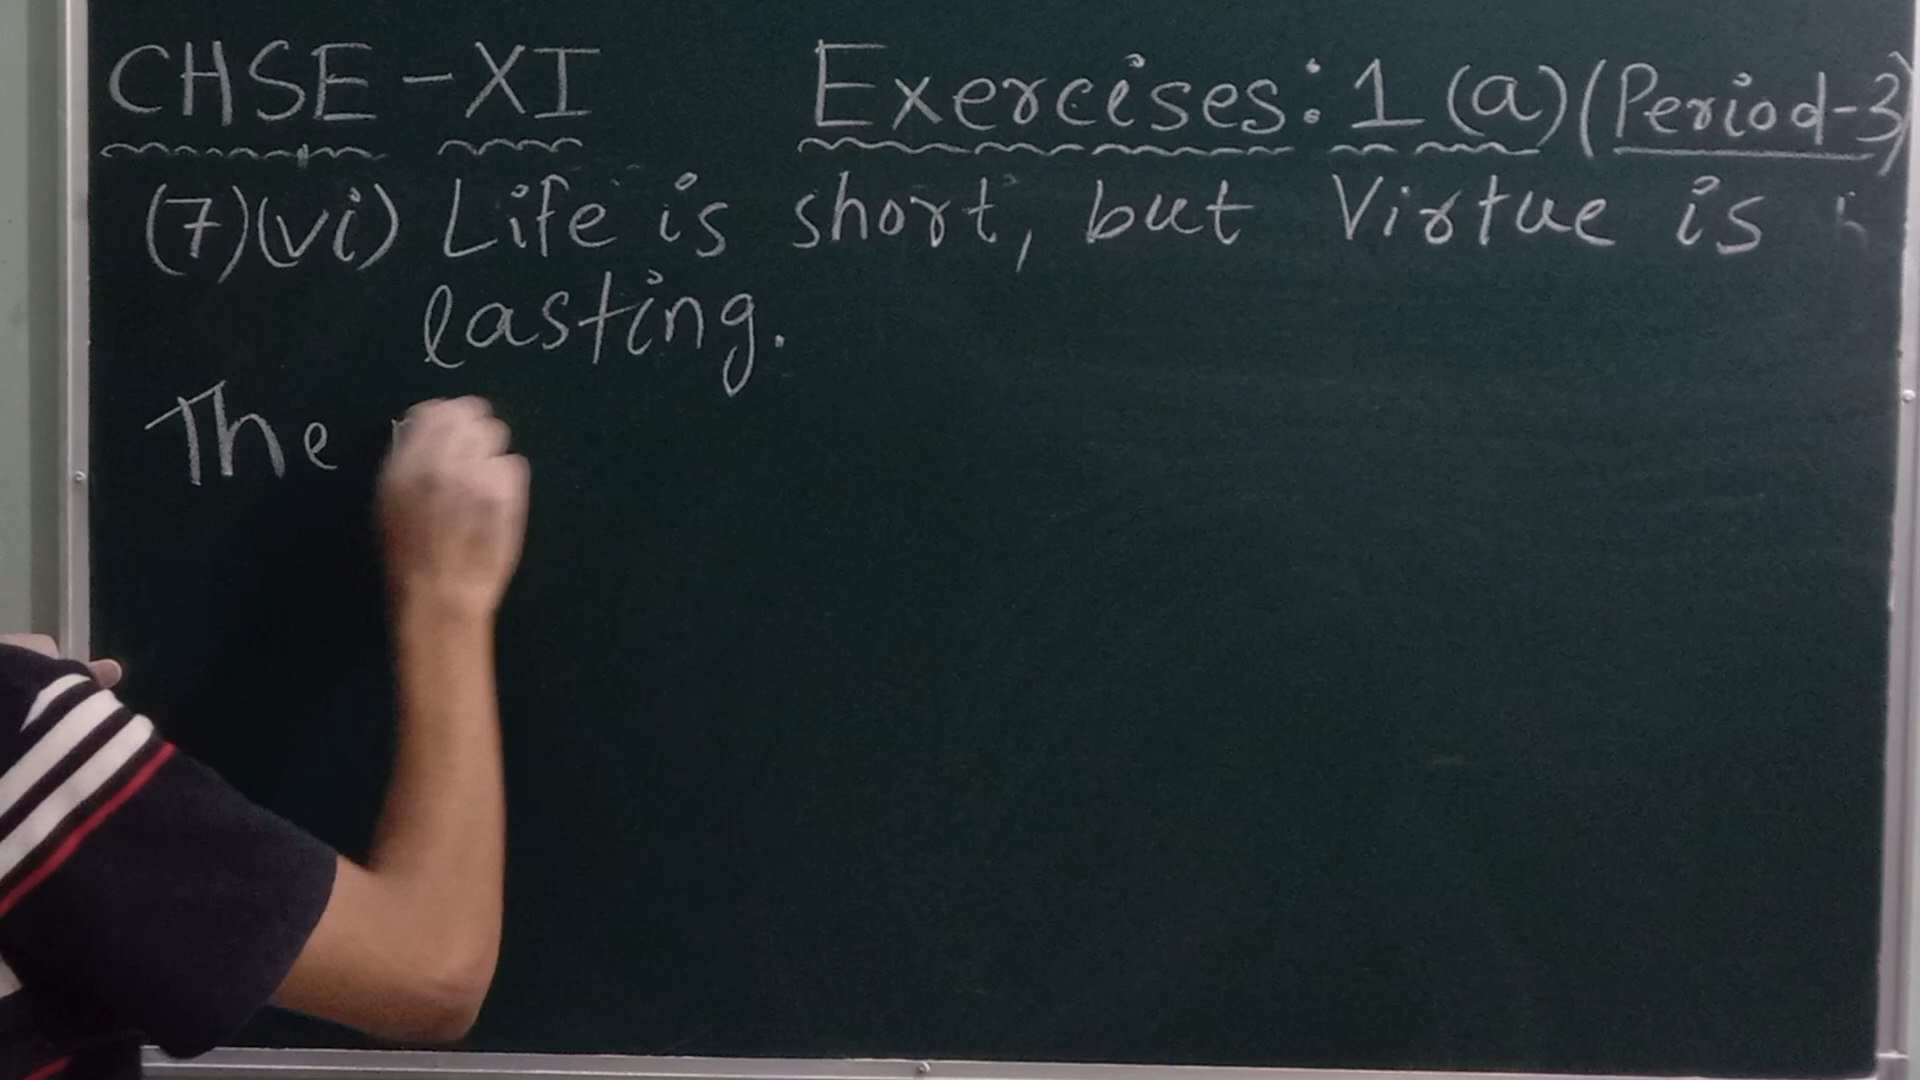 CHSE - XI Exercises: 1 (a) (Period-3)
(7)(vi) Life is short, but Virtue is
lasting.
The